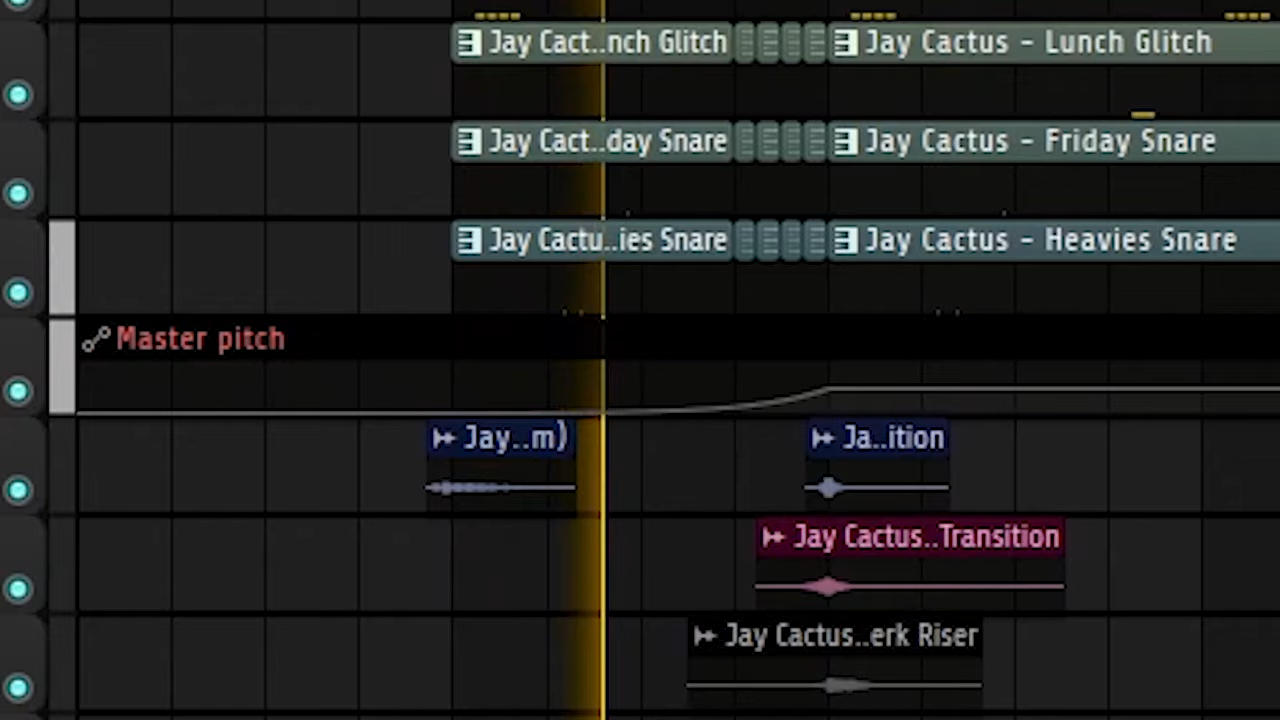 Jay Cact..nch Glitch Jay Cactus - Lunch Glitch
Jay Cact..day Snare Jay Cactus - Friday Snare
Jay Cactu..ies Snare Jay Cactus - Heavies Snare
Master pitch
Jay..m) Ja..ition
Jay Cactus..Transition
Jay Cactus..erk Riser